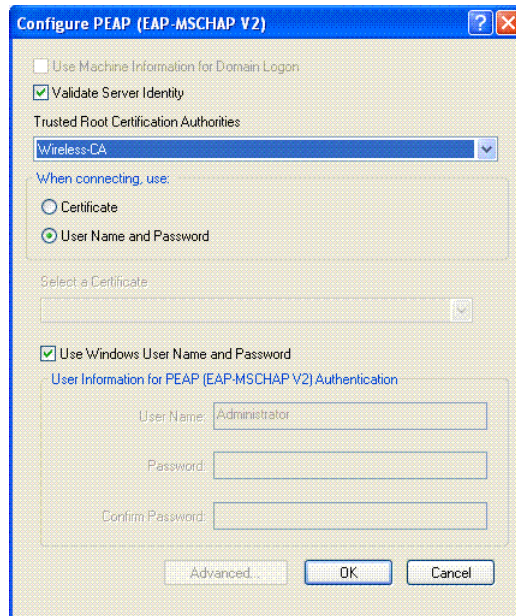 Configure PEAP (EAP-MSCHAP V2)
Use Machine Information for Domain Logon
Validate Server Identity
Trusted Root Certification Authorities
Wireless-CA
When connecting, use:
Certificate
User Name and Password
Select a Certificate
Use Windows User Name and Password
User Information for PEAP (EAP-MSCHAP V2) Authentication
User Name: Administrator
Password:
Confirm Password:
Advanced... OK Cancel